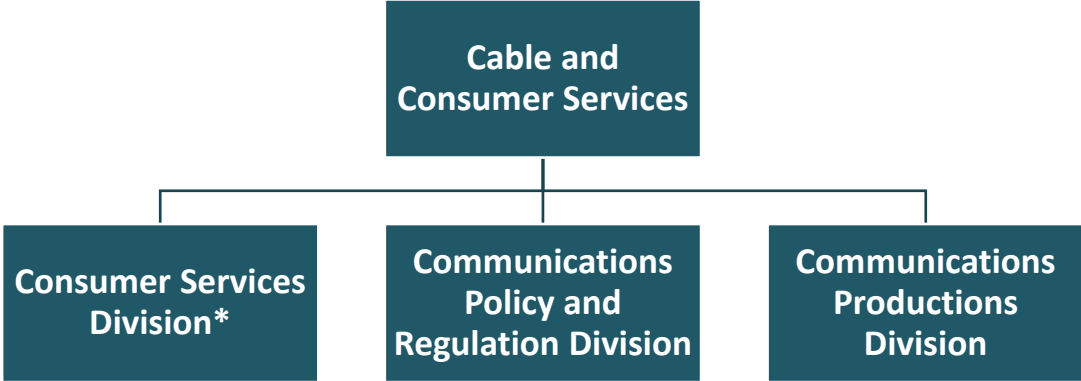 Cable and
Consumer Services
Consumer Services
Division*
Communications
Policy and
Regulation Division
Communications
Productions
Division